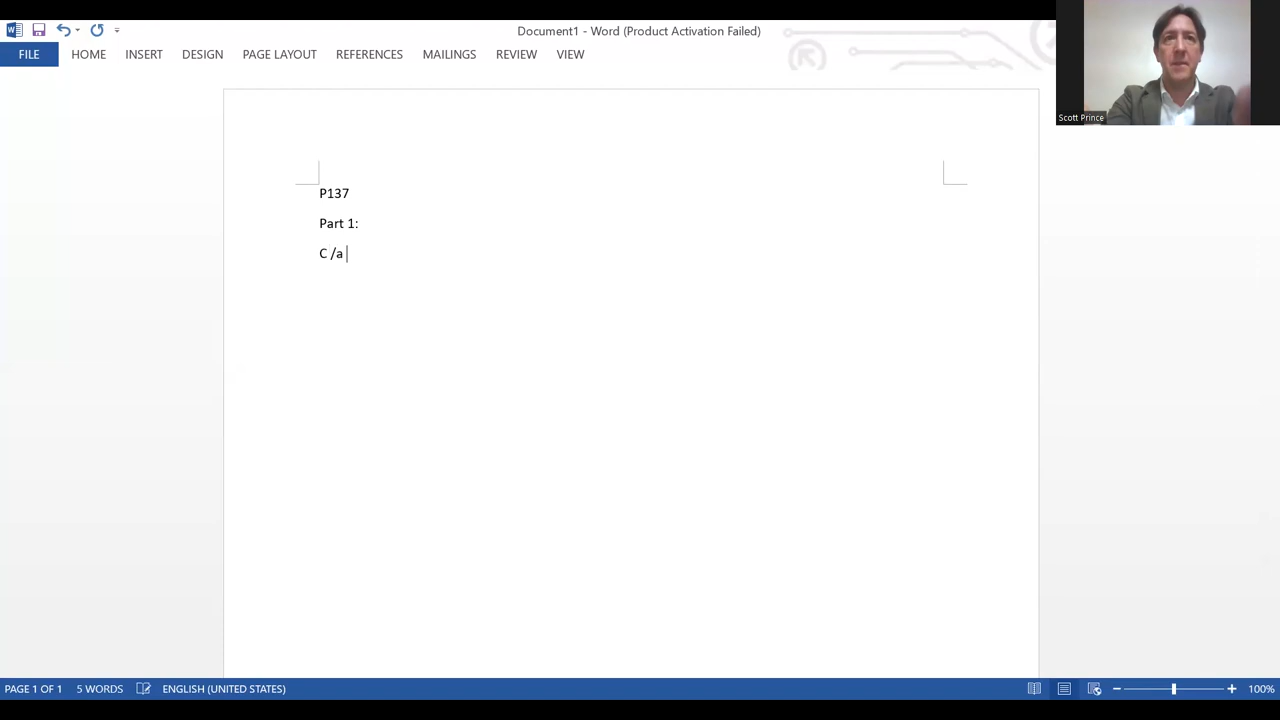 Document1 - Word (Product Activation Failed)
FILE HOME INSERT DESIGN PAGE LAYOUT REFERENCES MAILINGS REVIEW VIEW
Scott Prince
P137
Part 1:
C /a
PAGE 1 OF 1 5 WORDS ENGLISH (UNITED STATES) 100%